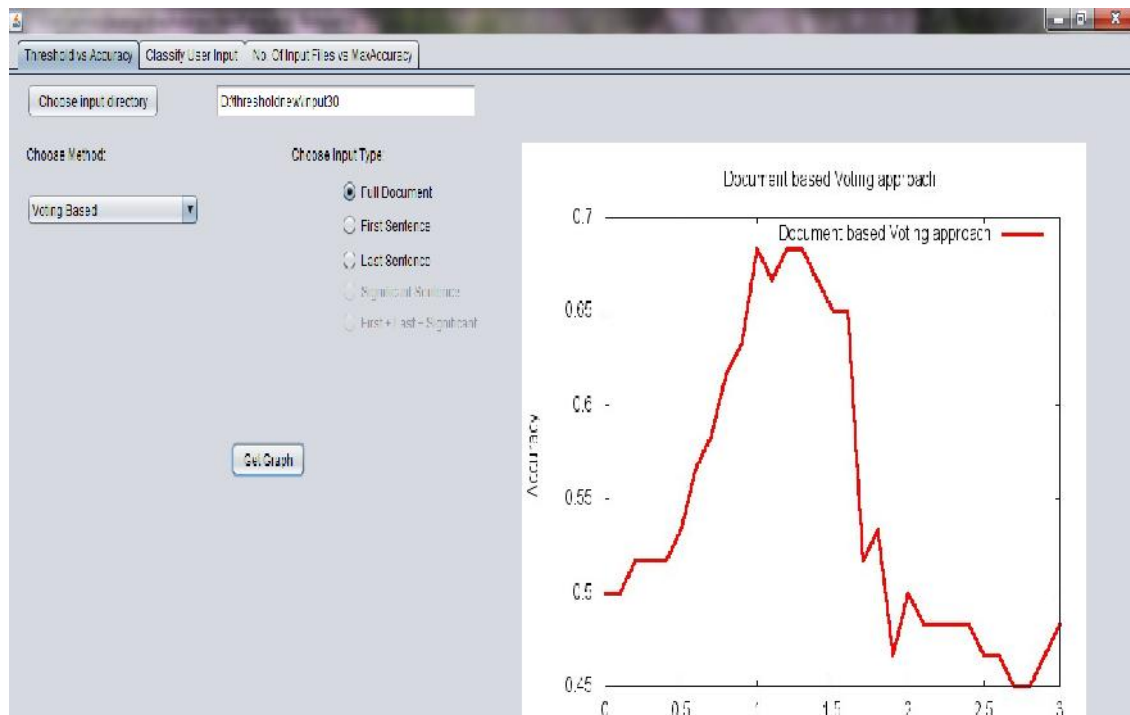 Threshold vs Accuracy Classify User Input No. Of Input Files vs MaxAccuracy
Choose input directory D:\thresholdnew\input30
Choose Method: Choose Input Type:
Full Document
Voting Based
First Sentence
Last Sentence
Significant Sentence
First + Last + Significant
Get Graph
Document based Voting approach
0.7
Document based Voting approach
0.65
0.6
Accuracy
0.55
0.5
0.45
0 0.5 1 1.5 2 2.5 3